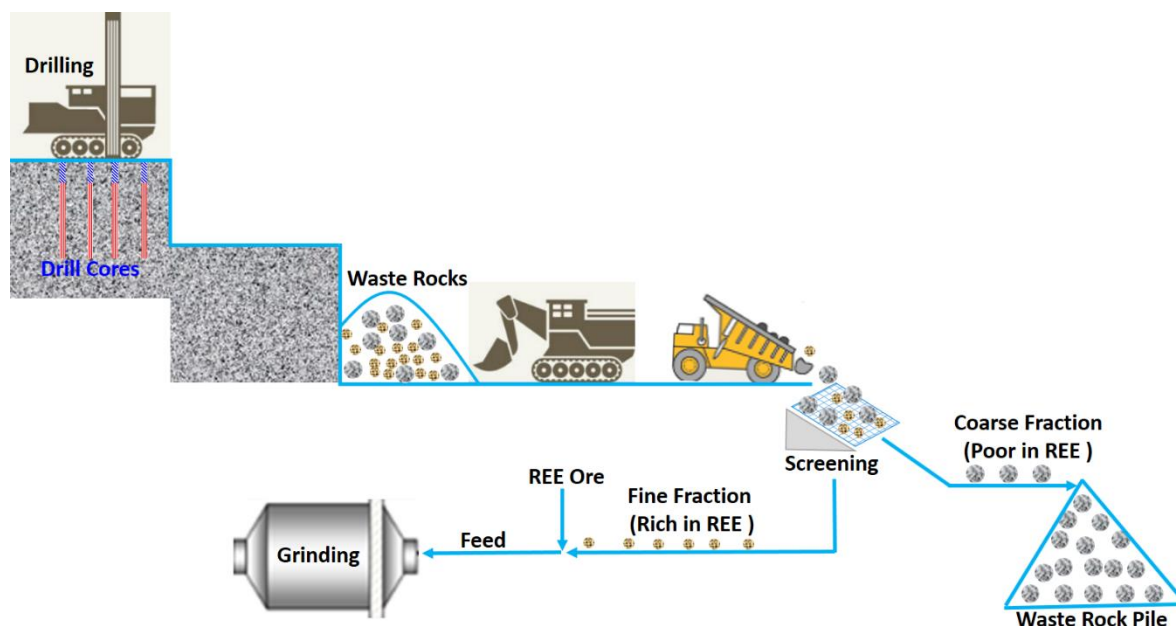 Drilling
Drill Cores
Waste Rocks
Screening
Coarse Fraction
(Poor in REE )
REE Ore
Fine Fraction
(Rich in REE )
Feed
Grinding
Waste Rock Pile